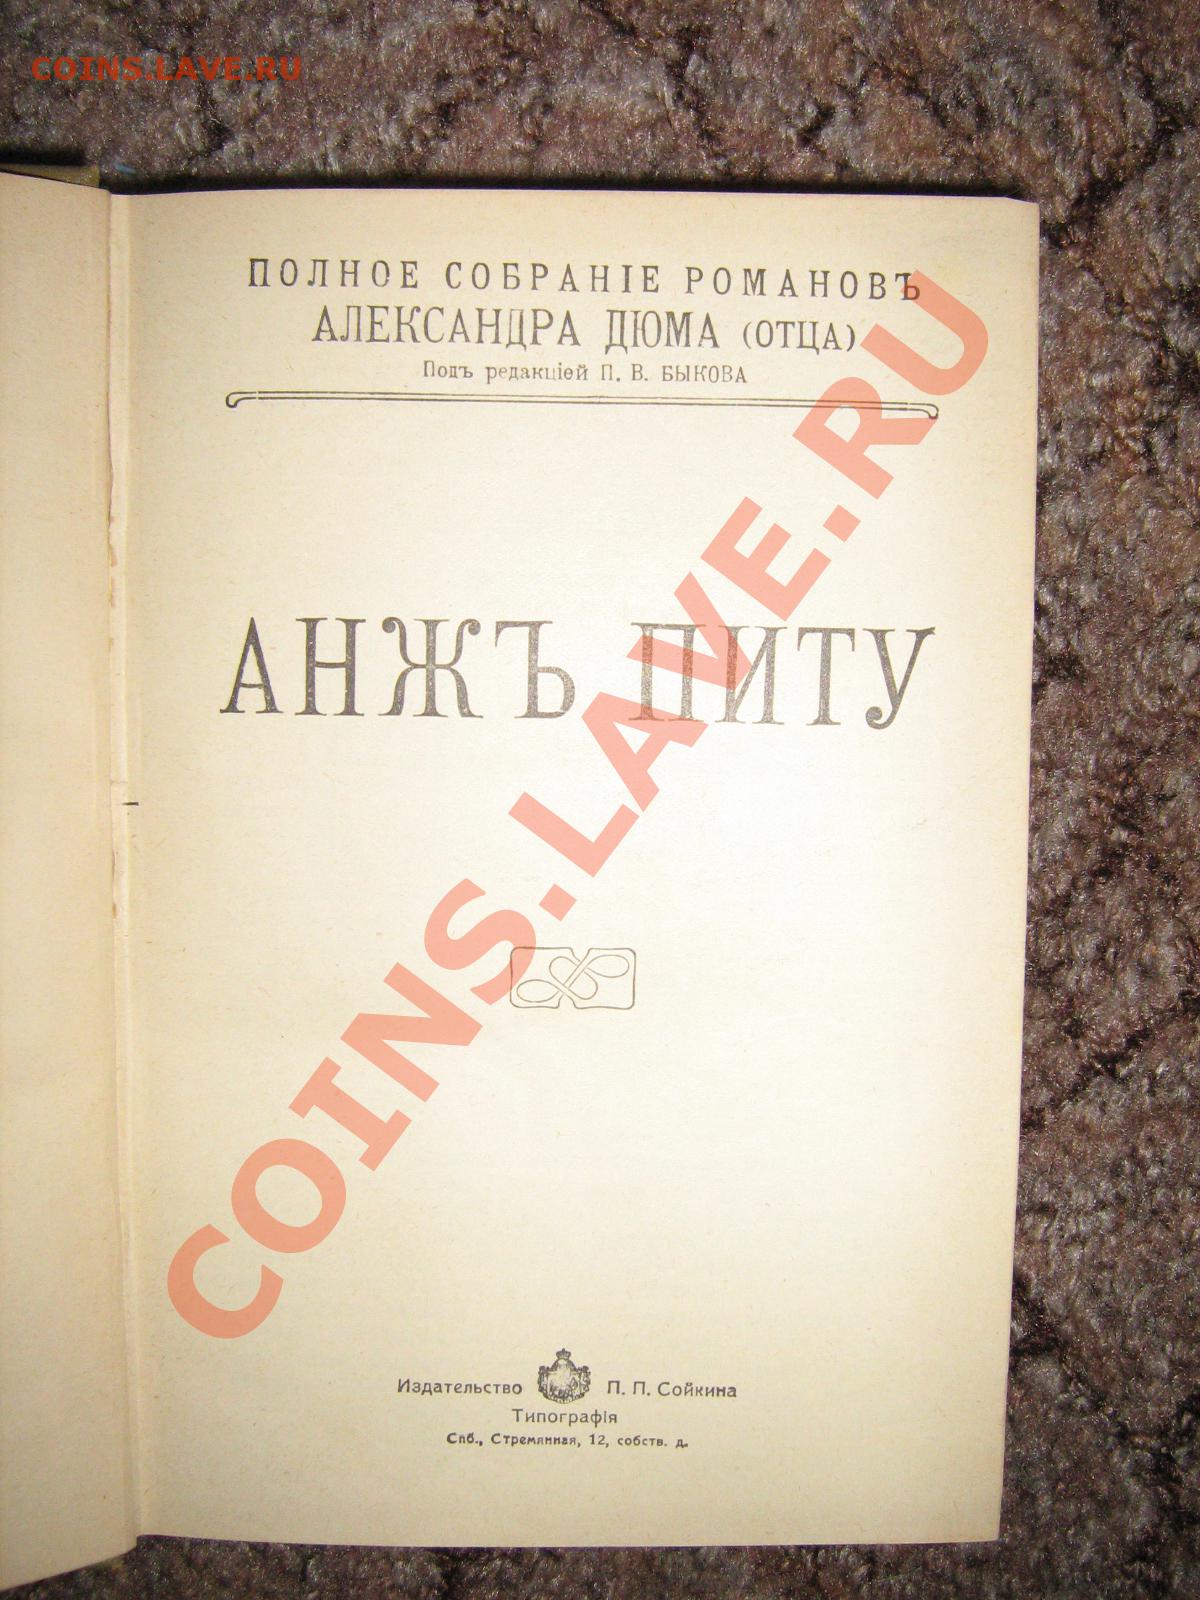 COINS.LAVE.RU
ПОЛНОЕ СОБРАНІЕ РОМАНОВЪ
АЛЕКСАНДРА ДЮМА (ОТЦА)
Подъ редакціей П. В. БЫКОВА
АНЖЪ ПИТУ
COINS.LAVE.RU
Издательство П. П. Сойкина
Типографія
Спб., Стремянная, 12, собств. д.